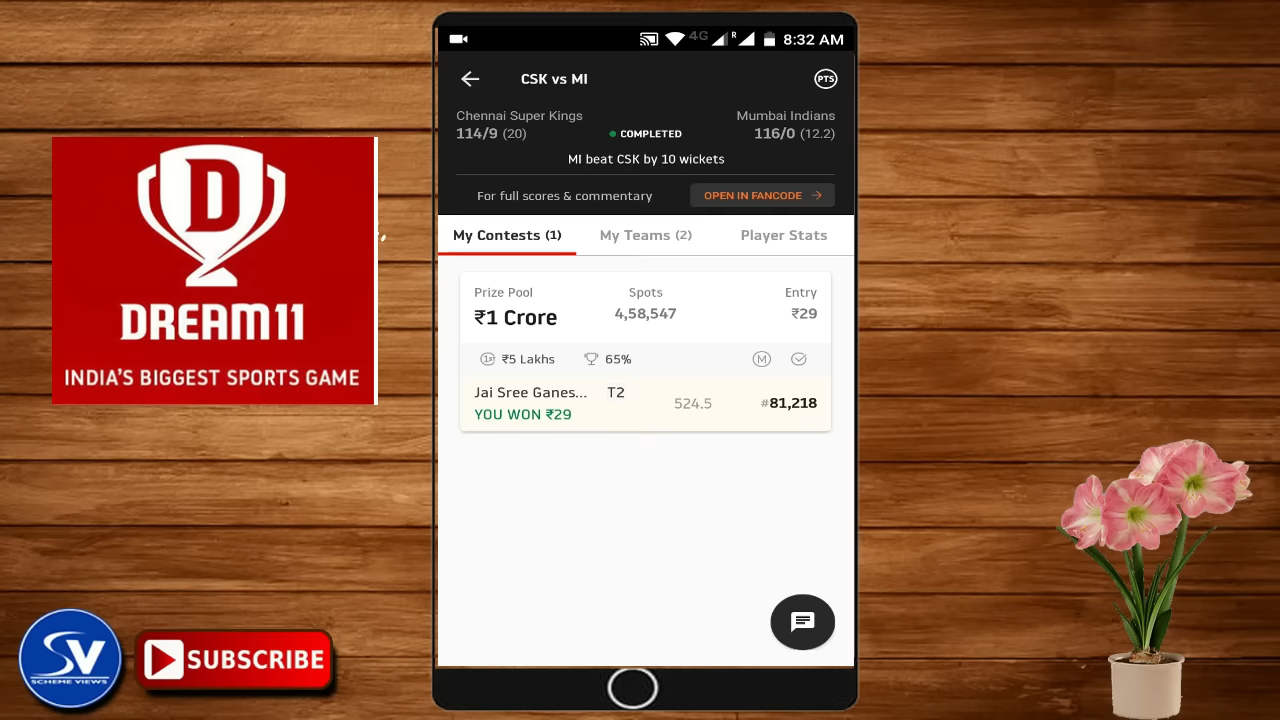 4G
R
8:32 AM
CSK vs MI
PTS
Chennai Super Kings
Mumbai Indians
114/9 (20)
COMPLETED
116/0 (12.2)
MI beat CSK by 10 wickets
For full scores & commentary
OPEN IN FANCODE
My Contests (1)
My Teams (2)
Player Stats
Prize Pool
Spots
Entry
₹1 Crore
4,58,547
₹29
1st
₹5 Lakhs
65%
M
Jai Sree Ganes...
T2
524.5
#81,218
YOU WON ₹29
D
DREAM11
INDIA'S BIGGEST SPORTS GAME
SV
SCHEME VIEWS
SUBSCRIBE